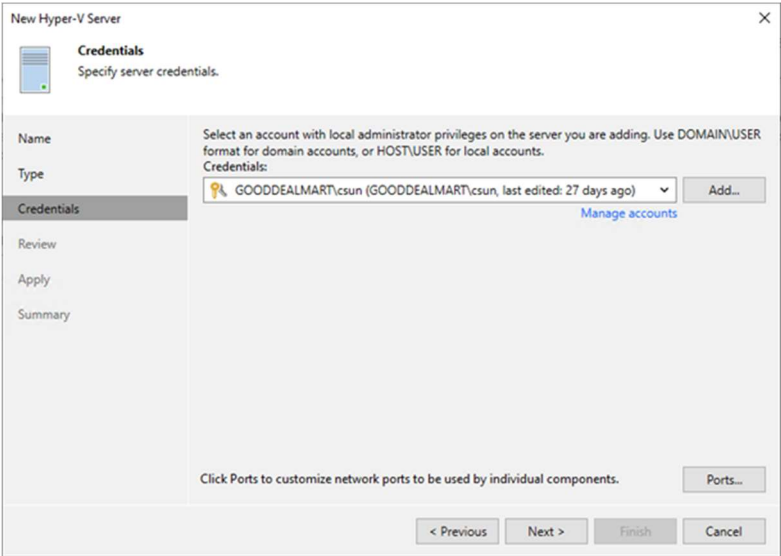 New Hyper-V Server
Credentials
Specify server credentials.
Name
Type
Credentials
Review
Apply
Summary
Select an account with local administrator privileges on the server you are adding. Use DOMAIN\USER
format for domain accounts, or HOST\USER for local accounts.
Credentials:
GOODDEALMART\csun (GOODDEALMART\csun, last edited: 27 days ago)
Add...
Manage accounts
Click Ports to customize network ports to be used by individual components.
Ports...
< Previous
Next >
Finish
Cancel